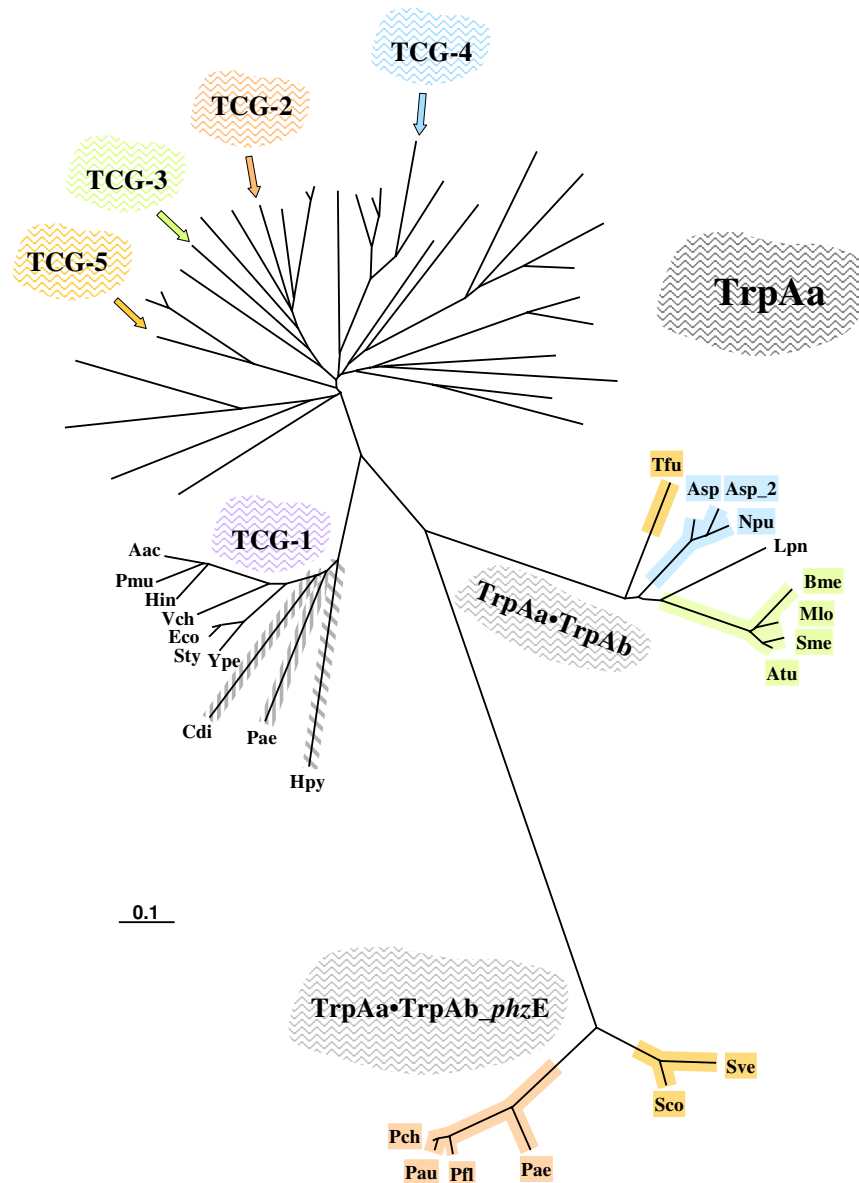 TCG-4
TCG-2
TCG-3
TCG-5
TrpAa
Tfu
Asp Asp_2
Npu
TCG-1
Lpn
Aac
Pmu
Hin
Bme
Vch
Mlo
Eco
Sty
Ype
TrpAa•TrpAb
Sme
Atu
Cdi
Pae
Hpy
0.1
TrpAa•TrpAb_phzE
Sve
Sco
Pch
Pau
Pfl
Pae